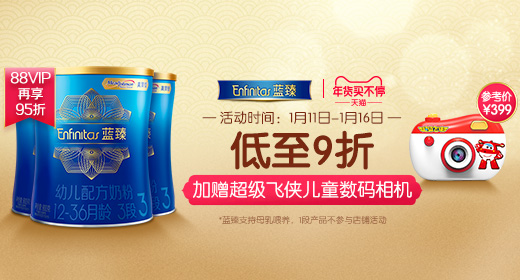 88VIP
再享
95折
MeadJohnson
Enfinitas 蓝臻
幼儿配方奶粉
12-36月龄 3段
3
Enfinitas 蓝臻
年货买不停
天猫
活动时间：1月11日-1月16日
低至9折
加赠超级飞侠儿童数码相机
*蓝臻支持母乳喂养，1段产品不参与店铺活动
参考价
¥399